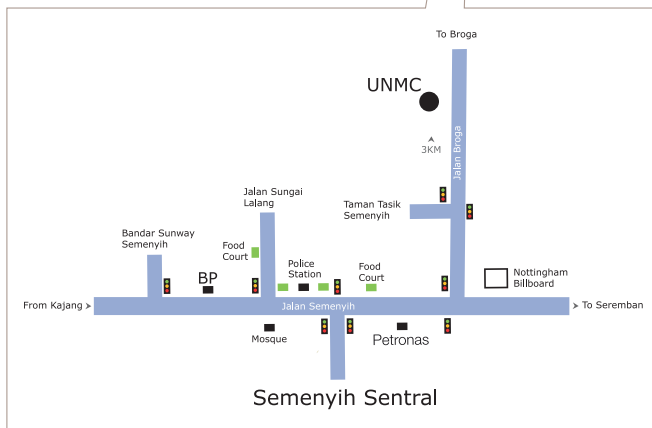 To Broga
UNMC
3KM
Jalan Broga
Jalan Sungai
Lalang
Taman Tasik
Semenyih
Bandar Sunway
Semenyih
Food
Court
BP
Police
Station
Food
Court
Nottingham
Billboard
From Kajang
Jalan Semenyih
To Seremban
Mosque
Petronas
Semenyih Sentral